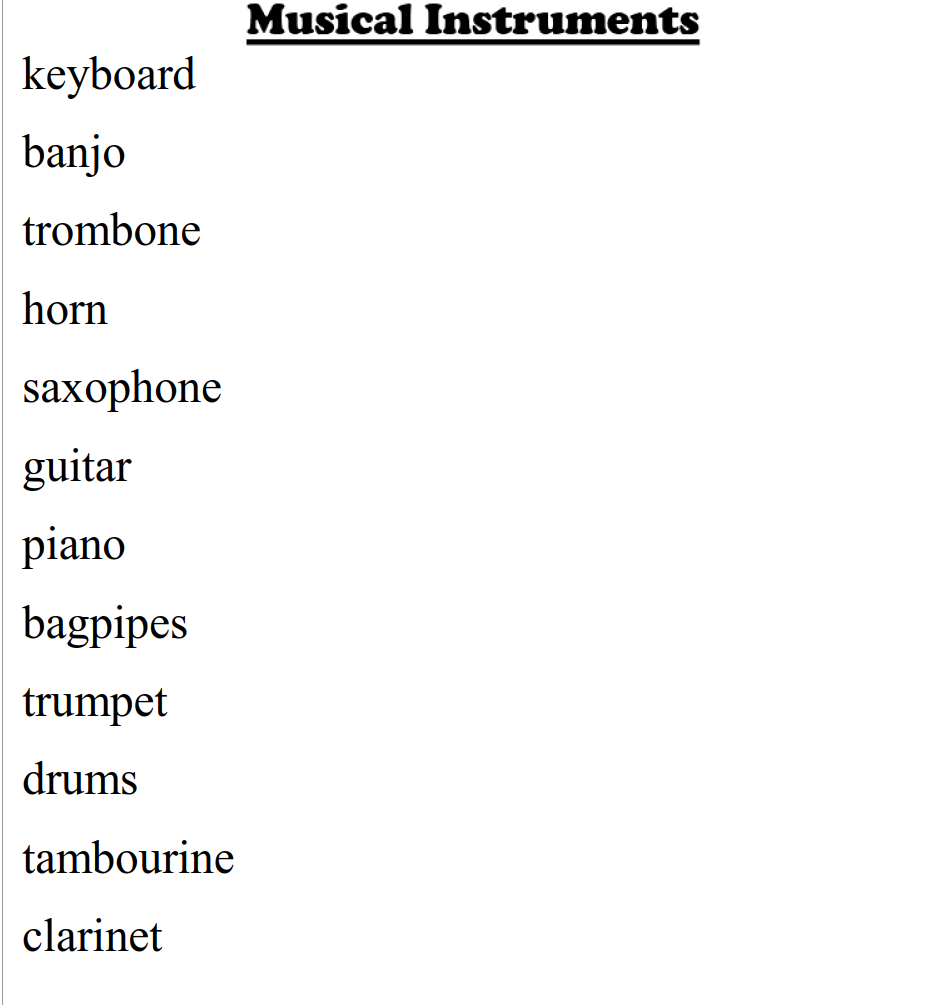 Musical Instruments
keyboard
banjo
trombone
horn
saxophone
guitar
piano
bagpipes
trumpet
drums
tambourine
clarinet